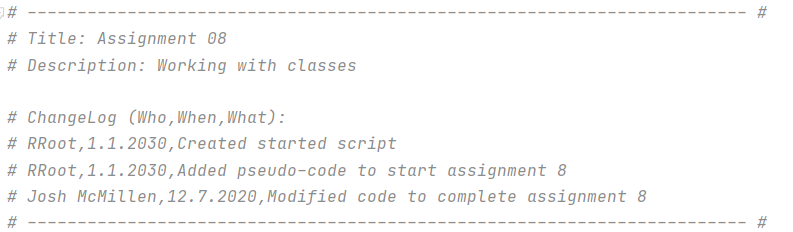 # ------------------------------------------------------------------------ #
# Title: Assignment 08
# Description: Working with classes
# ChangeLog (Who,When,What):
# RRoot,1.1.2030,Created started script
# RRoot,1.1.2030,Added pseudo-code to start assignment 8
# Josh McMillen,12.7.2020,Modified code to complete assignment 8
# ------------------------------------------------------------------------ #